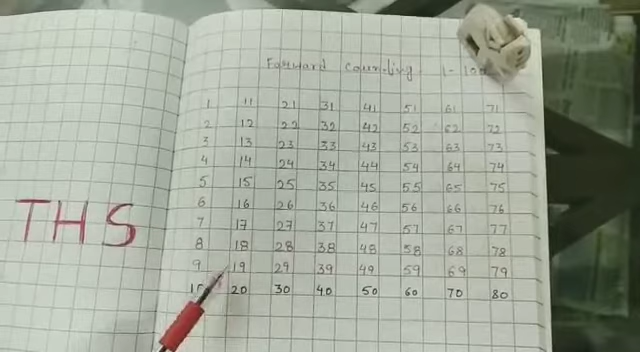 Forward counting 1-100
1 11 21 31 41 51 61 71
2 12 22 32 42 52 62 72
3 13 23 33 43 53 63 73
4 14 24 34 44 54 64 74
5 15 25 35 45 55 65 75
6 16 26 36 46 56 66 76
7 17 27 37 47 57 67 77
8 18 28 38 48 58 68 78
9 19 29 39 49 59 69 79
10 20 30 40 50 60 70 80
THS